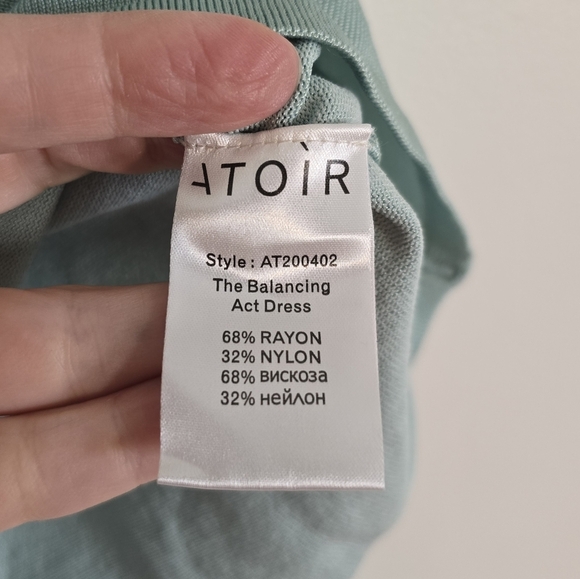 ATOÌR
Style : AT200402
The Balancing
Act Dress
68% RAYON
32% NYLON
68% вискоза
32% нейлон